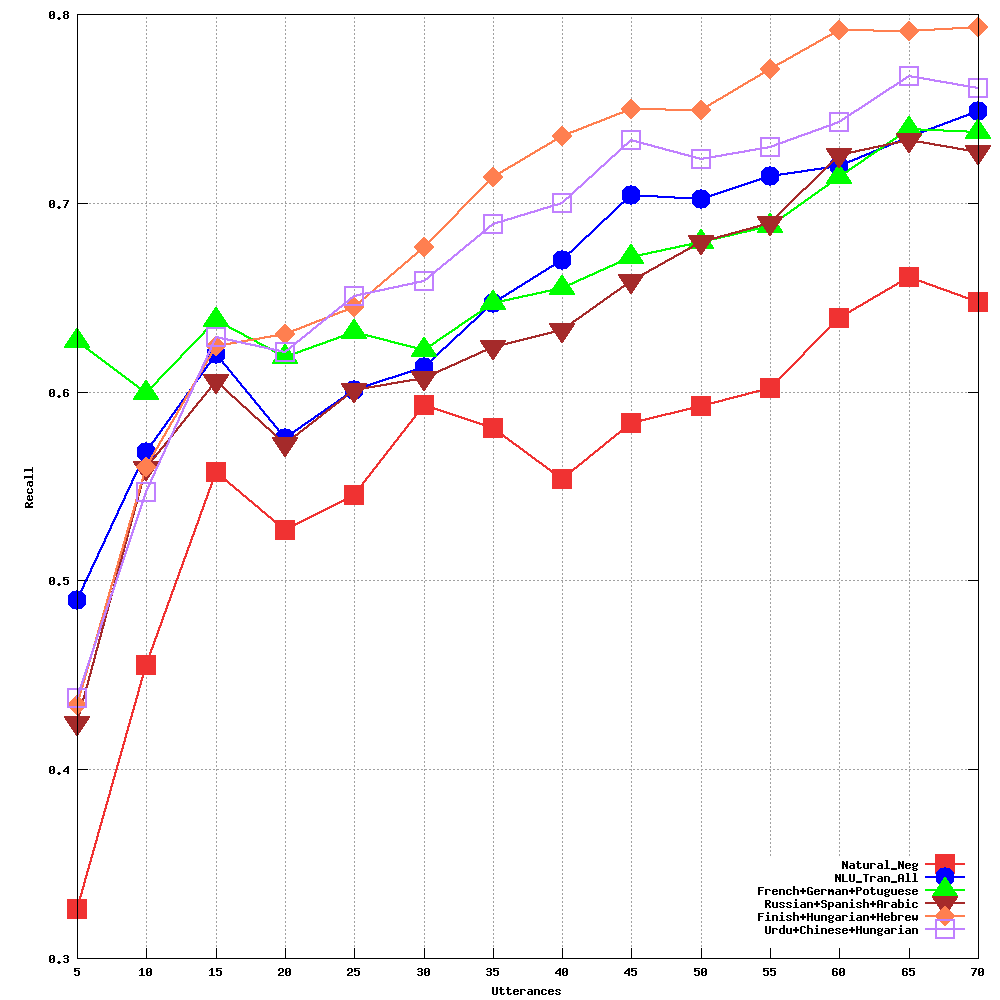 0.8
0.7
0.6
0.5
0.4
0.3
Recall
5 10 15 20 25 30 35 40 45 50 55 60 65 70
Utterances
Natural_Neg
NLU_Tran_All
French+German+Potuguese
Russian+Spanish+Arabic
Finish+Hungarian+Hebrew
Urdu+Chinese+Hungarian